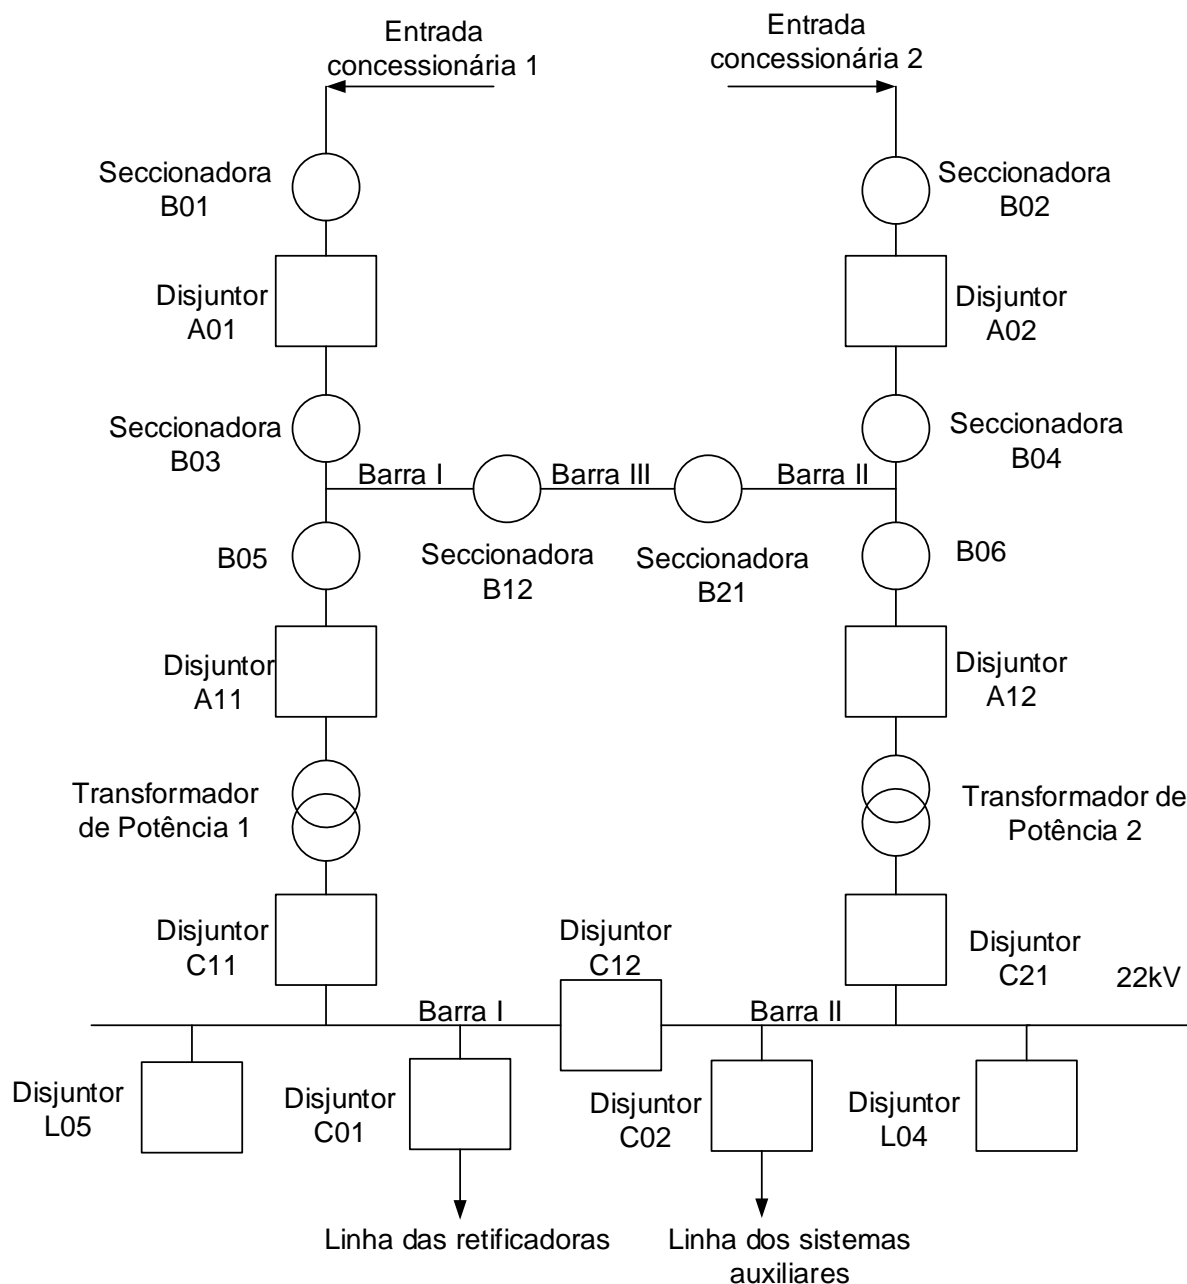 Entrada
concessionária 1
Entrada
concessionária 2
Seccionadora
B01
Seccionadora
B02
Disjuntor
A01
Disjuntor
A02
Seccionadora
B03
Seccionadora
B04
Barra I
Barra III
Barra II
B05
Seccionadora
B12
Seccionadora
B21
B06
Disjuntor
A11
Disjuntor
A12
Transformador
de Potência 1
Transformador de
Potência 2
Disjuntor
C11
Disjuntor
C12
Disjuntor
C21
22kV
Barra I
Barra II
Disjuntor
L05
Disjuntor
C01
Disjuntor
C02
Disjuntor
L04
Linha das retificadoras
Linha dos sistemas
auxiliares